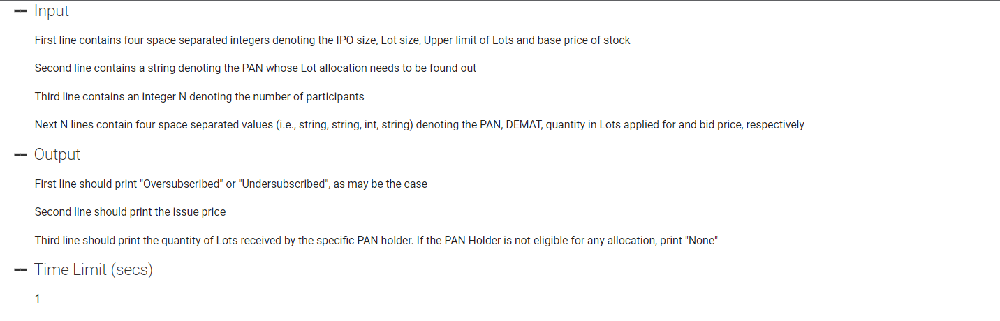 Input
First line contains four space separated integers denoting the IPO size, Lot size, Upper limit of Lots and base price of stock
Second line contains a string denoting the PAN whose Lot allocation needs to be found out
Third line contains an integer N denoting the number of participants
Next N lines contain four space separated values (i.e., string, string, int, string) denoting the PAN, DEMAT, quantity in Lots applied for and bid price, respectively
Output
First line should print "Oversubscribed" or "Undersubscribed", as may be the case
Second line should print the issue price
Third line should print the quantity of Lots received by the specific PAN holder. If the PAN Holder is not eligible for any allocation, print "None"
Time Limit (secs)
1